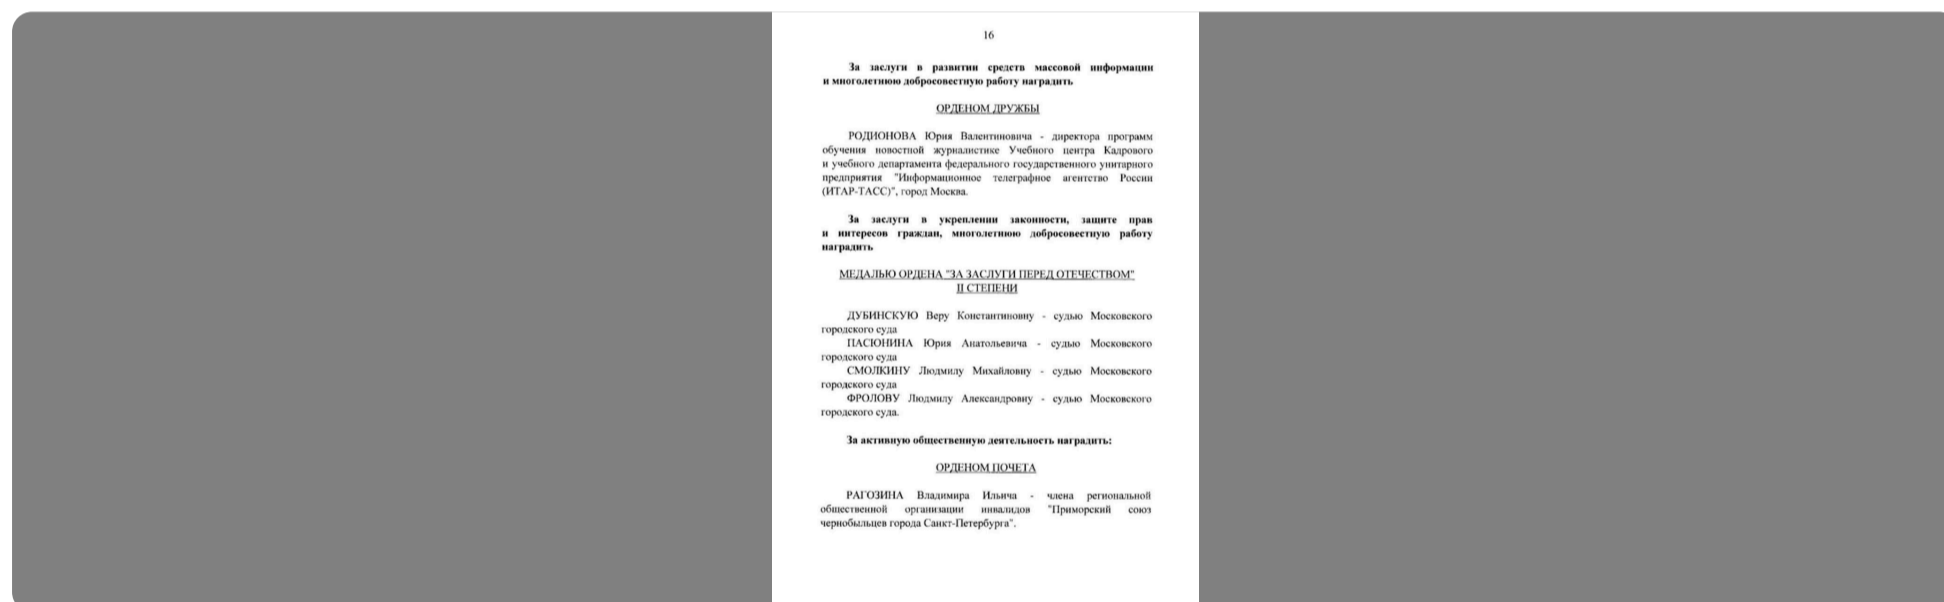 16
За заслуги в развитии средств массовой информации
и многолетнюю добросовестную работу наградить
ОРДЕНОМ ДРУЖБЫ
РОДИОНОВА Юрия Валентиновича - директора программ
обучения новостной журналистике Учебного центра Кадрового
и учебного департамента федерального государственного унитарного
предприятия "Информационное телеграфное агентство России
(ИТАР-ТАСС)", город Москва.
За заслуги в укреплении законности, защите прав
и интересов граждан, многолетнюю добросовестную работу
наградить
МЕДАЛЬЮ ОРДЕНА "ЗА ЗАСЛУГИ ПЕРЕД ОТЕЧЕСТВОМ"
II СТЕПЕНИ
ДУБИНСКУЮ Веру Константиновну - судью Московского
городского суда
ПАСЮНИНА Юрия Анатольевича - судью Московского
городского суда
СМОЛКИНУ Людмилу Михайловну - судью Московского
городского суда
ФРОЛОВУ Людмилу Александровну - судью Московского
городского суда.
За активную общественную деятельность наградить:
ОРДЕНОМ ПОЧЕТА
РАГОЗИНА Владимира Ильича - члена региональной
общественной организации инвалидов "Приморский союз
чернобыльцев города Санкт-Петербурга".